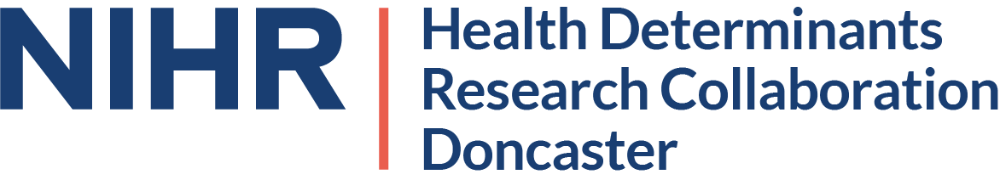 NIHR
Health Determinants
Research Collaboration
Doncaster